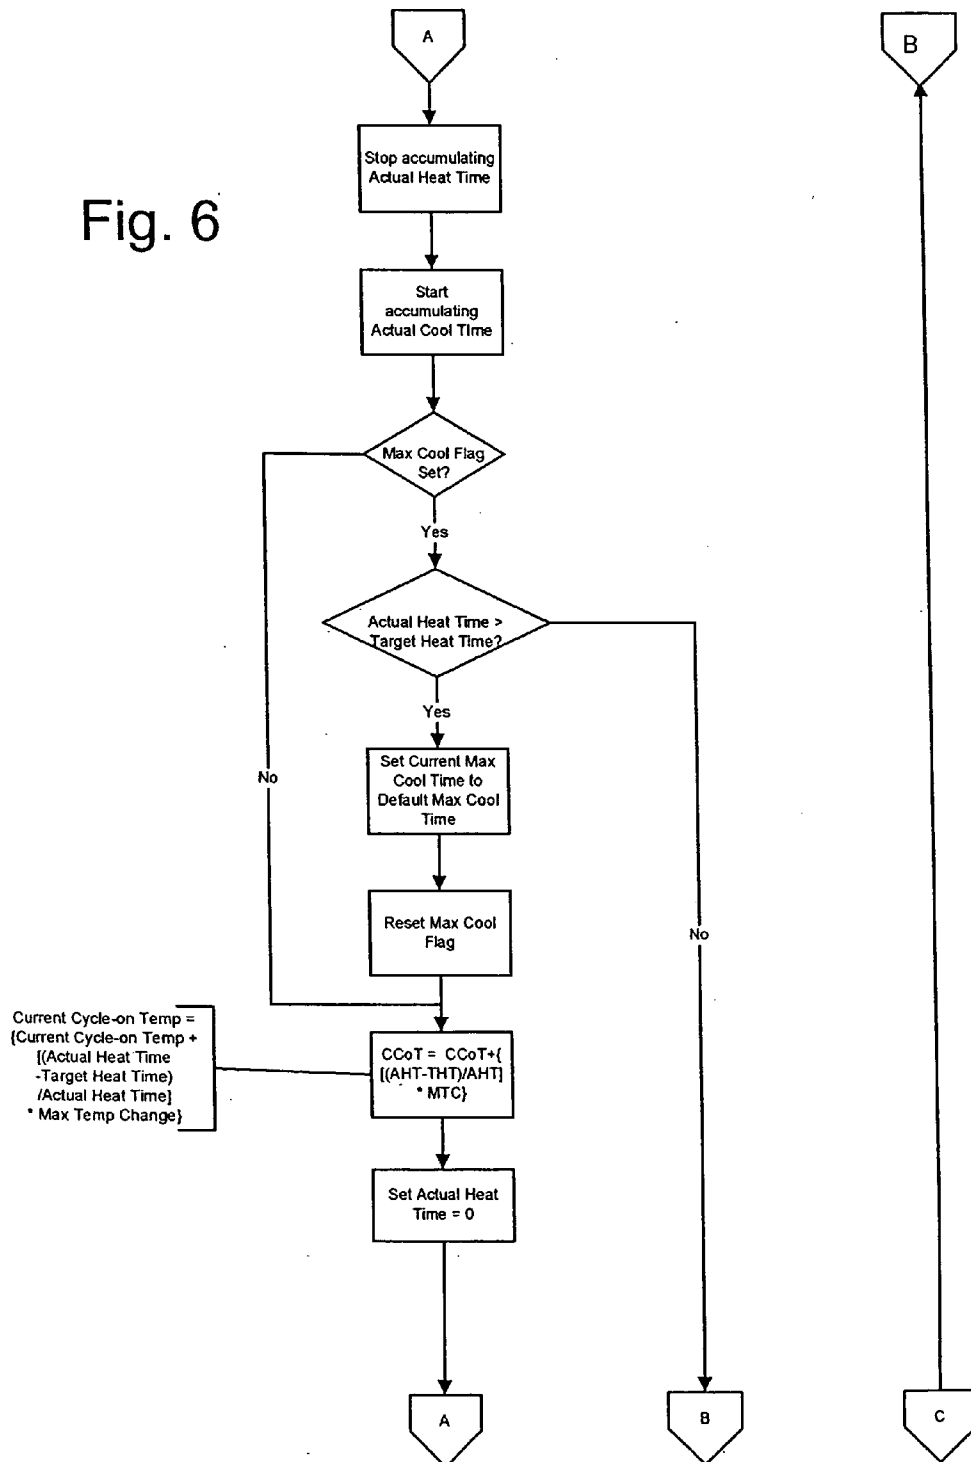 A
B
Fig. 6
Stop accumulating
Actual Heat Time
Start
accumulating
Actual Cool Time
Max Cool Flag
Set?
Yes
Actual Heat Time >
Target Heat Time?
Yes
Set Current Max
Cool Time to
Default Max Cool
Time
No
Reset Max Cool
Flag
No
Current Cycle-on Temp =
{Current Cycle-on Temp +
[(Actual Heat Time
-Target Heat Time)
/Actual Heat Time]
* Max Temp Change}
CCoT = CCoT+{
[(AHT-THT)/AHT]
* MTC}
Set Actual Heat
Time = 0
A
B
C